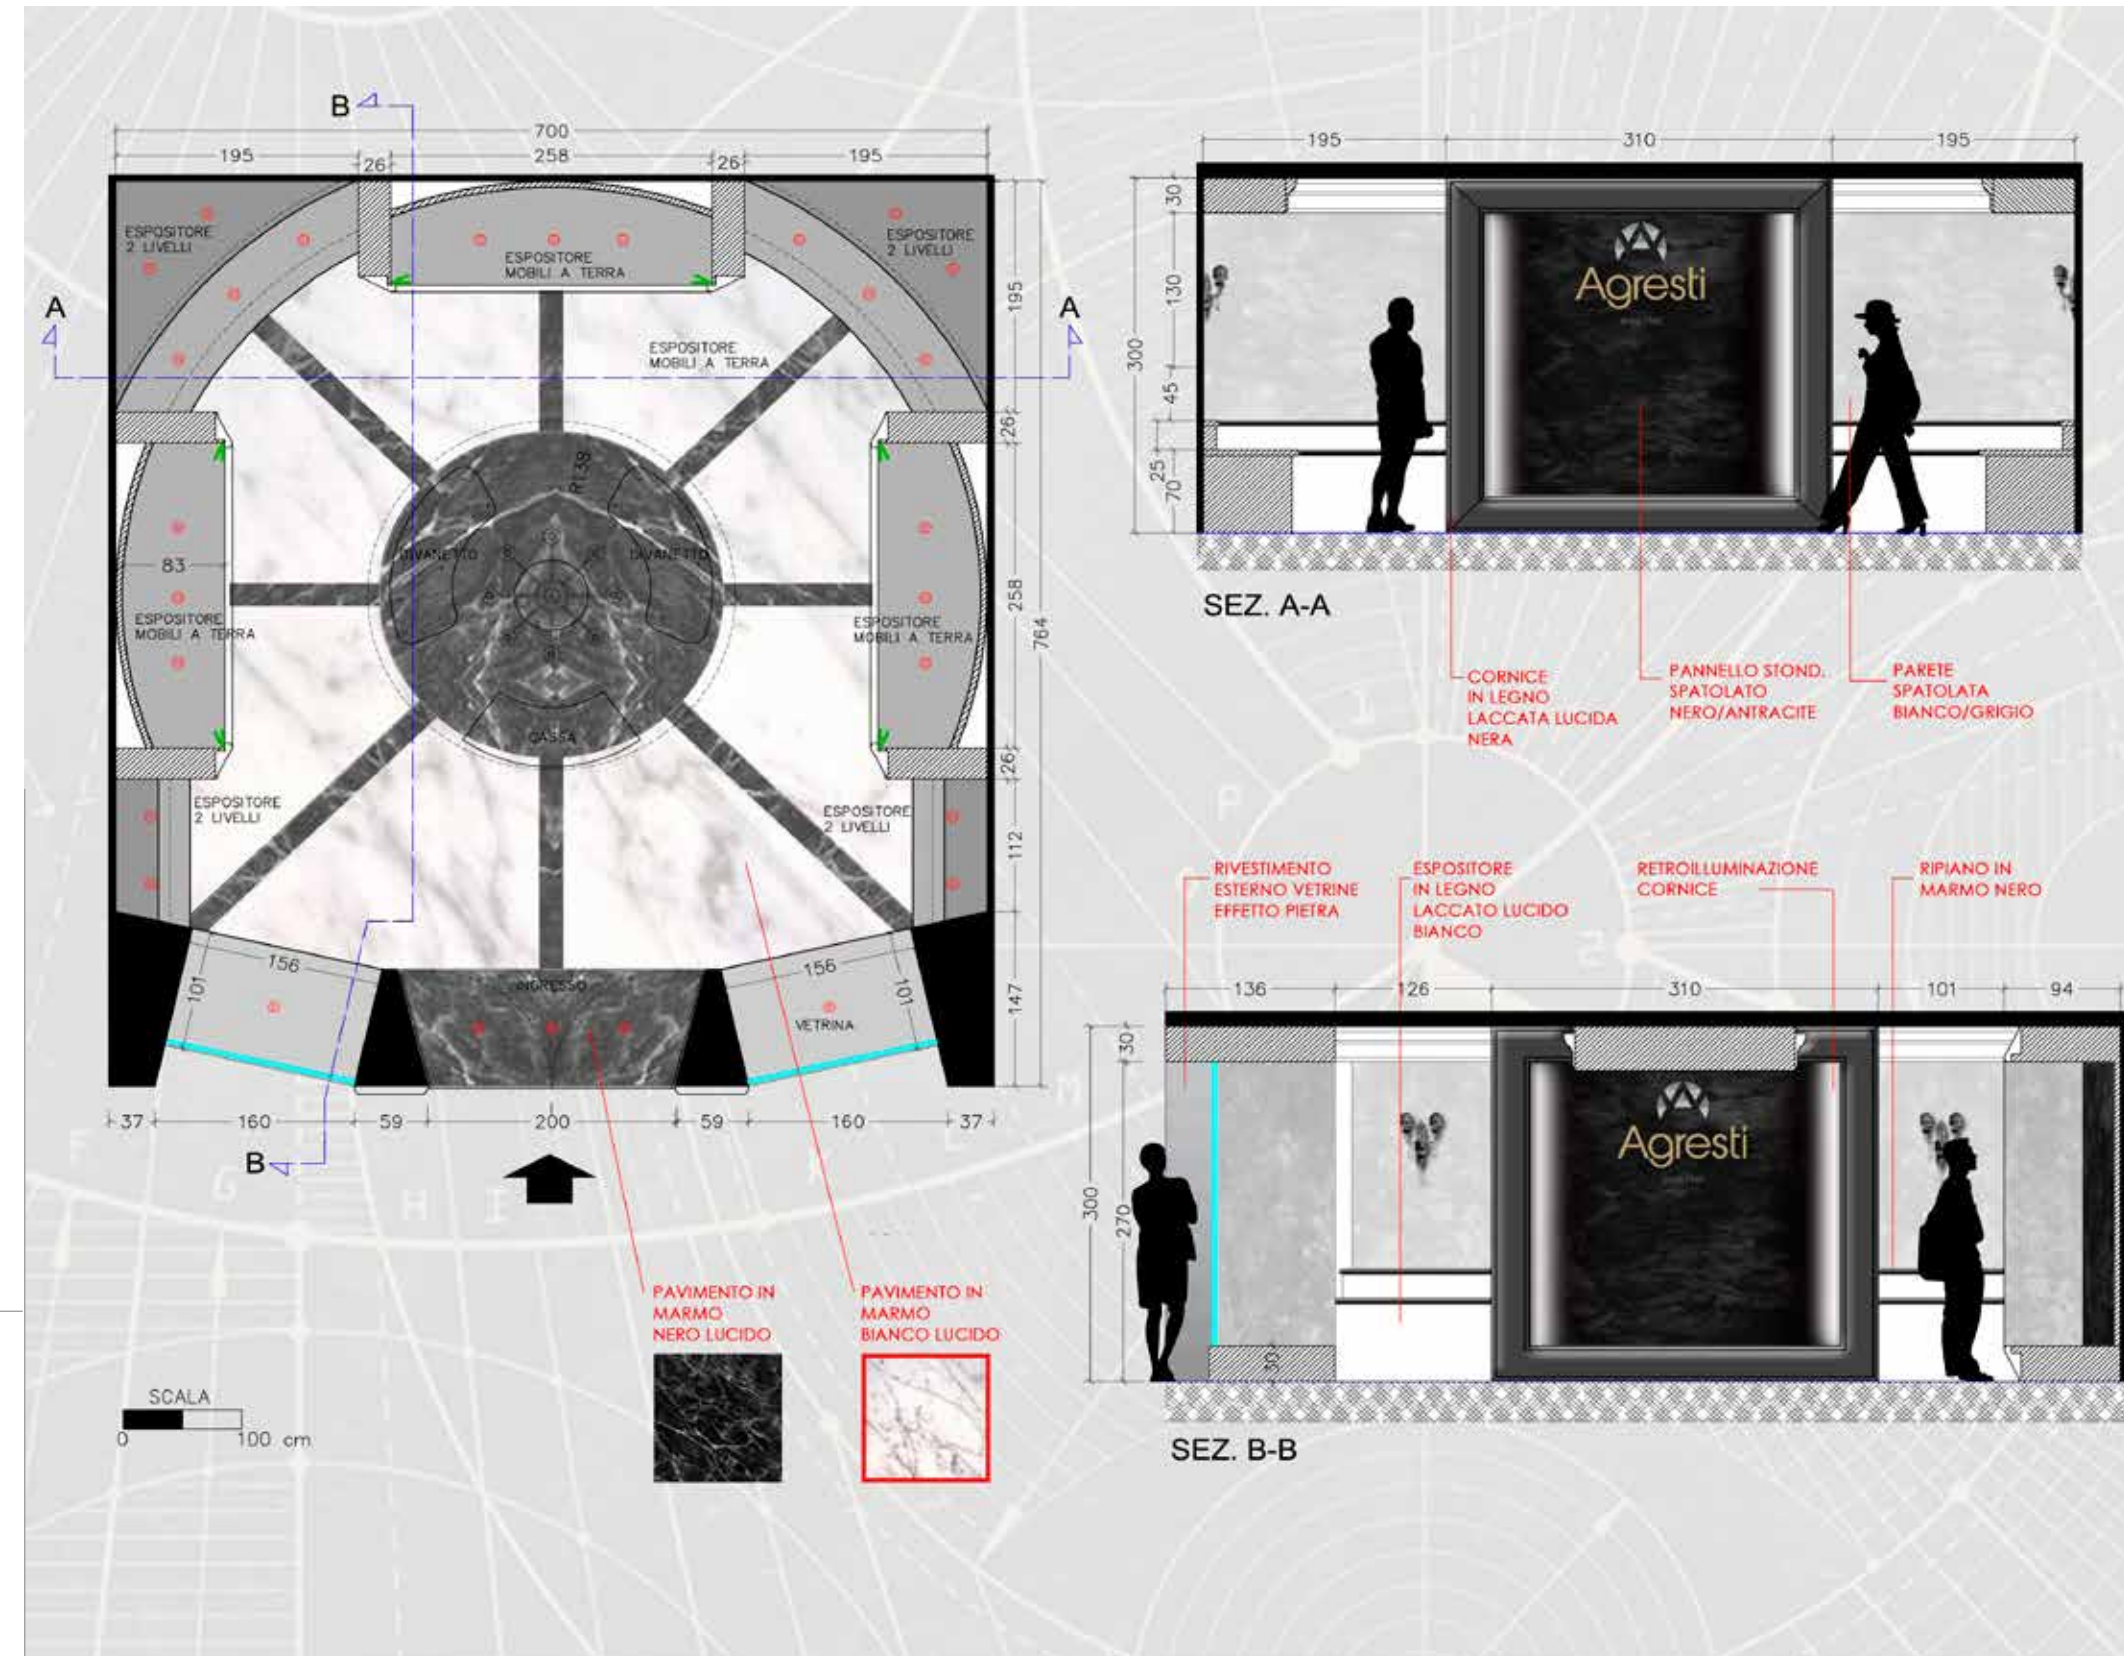 B
700
195
26
258
26
195
ESPOSITORE
2 LIVELLI
ESPOSITORE
MOBILI A TERRA
ESPOSITORE
2 LIVELLI
A
A
ESPOSITORE
MOBILI A TERRA
195
26
258
764
26
112
147
R138
DIVANETTO
DIVANETTO
83
ESPOSITORE
MOBILI A TERRA
ESPOSITORE
MOBILI A TERRA
CASSA
ESPOSITORE
2 LIVELLI
ESPOSITORE
2 LIVELLI
156
101
INGRESSO
156
101
VETRINA
37
160
59
200
59
160
37
B
PAVIMENTO IN
MARMO
NERO LUCIDO
PAVIMENTO IN
MARMO
BIANCO LUCIDO
SCALA
0
100 cm
195
310
195
300
30
130
45
25
70
Agresti
SEZ. A-A
CORNICE
IN LEGNO
LACCATA LUCIDA
NERA
PANNELLO STOND.
SPATOLATO
NERO/ANTRACITE
PARETE
SPATOLATA
BIANCO/GRIGIO
RIVESTIMENTO
ESTERNO VETRINE
EFFETTO PIETRA
ESPOSITORE
IN LEGNO
LACCATO LUCIDO
BIANCO
RETROILLUMINAZIONE
CORNICE
RIPIANO IN
MARMO NERO
136
126
310
101
94
300
30
270
30
Agresti
SEZ. B-B
J
P
Z
M
F
G
H
I